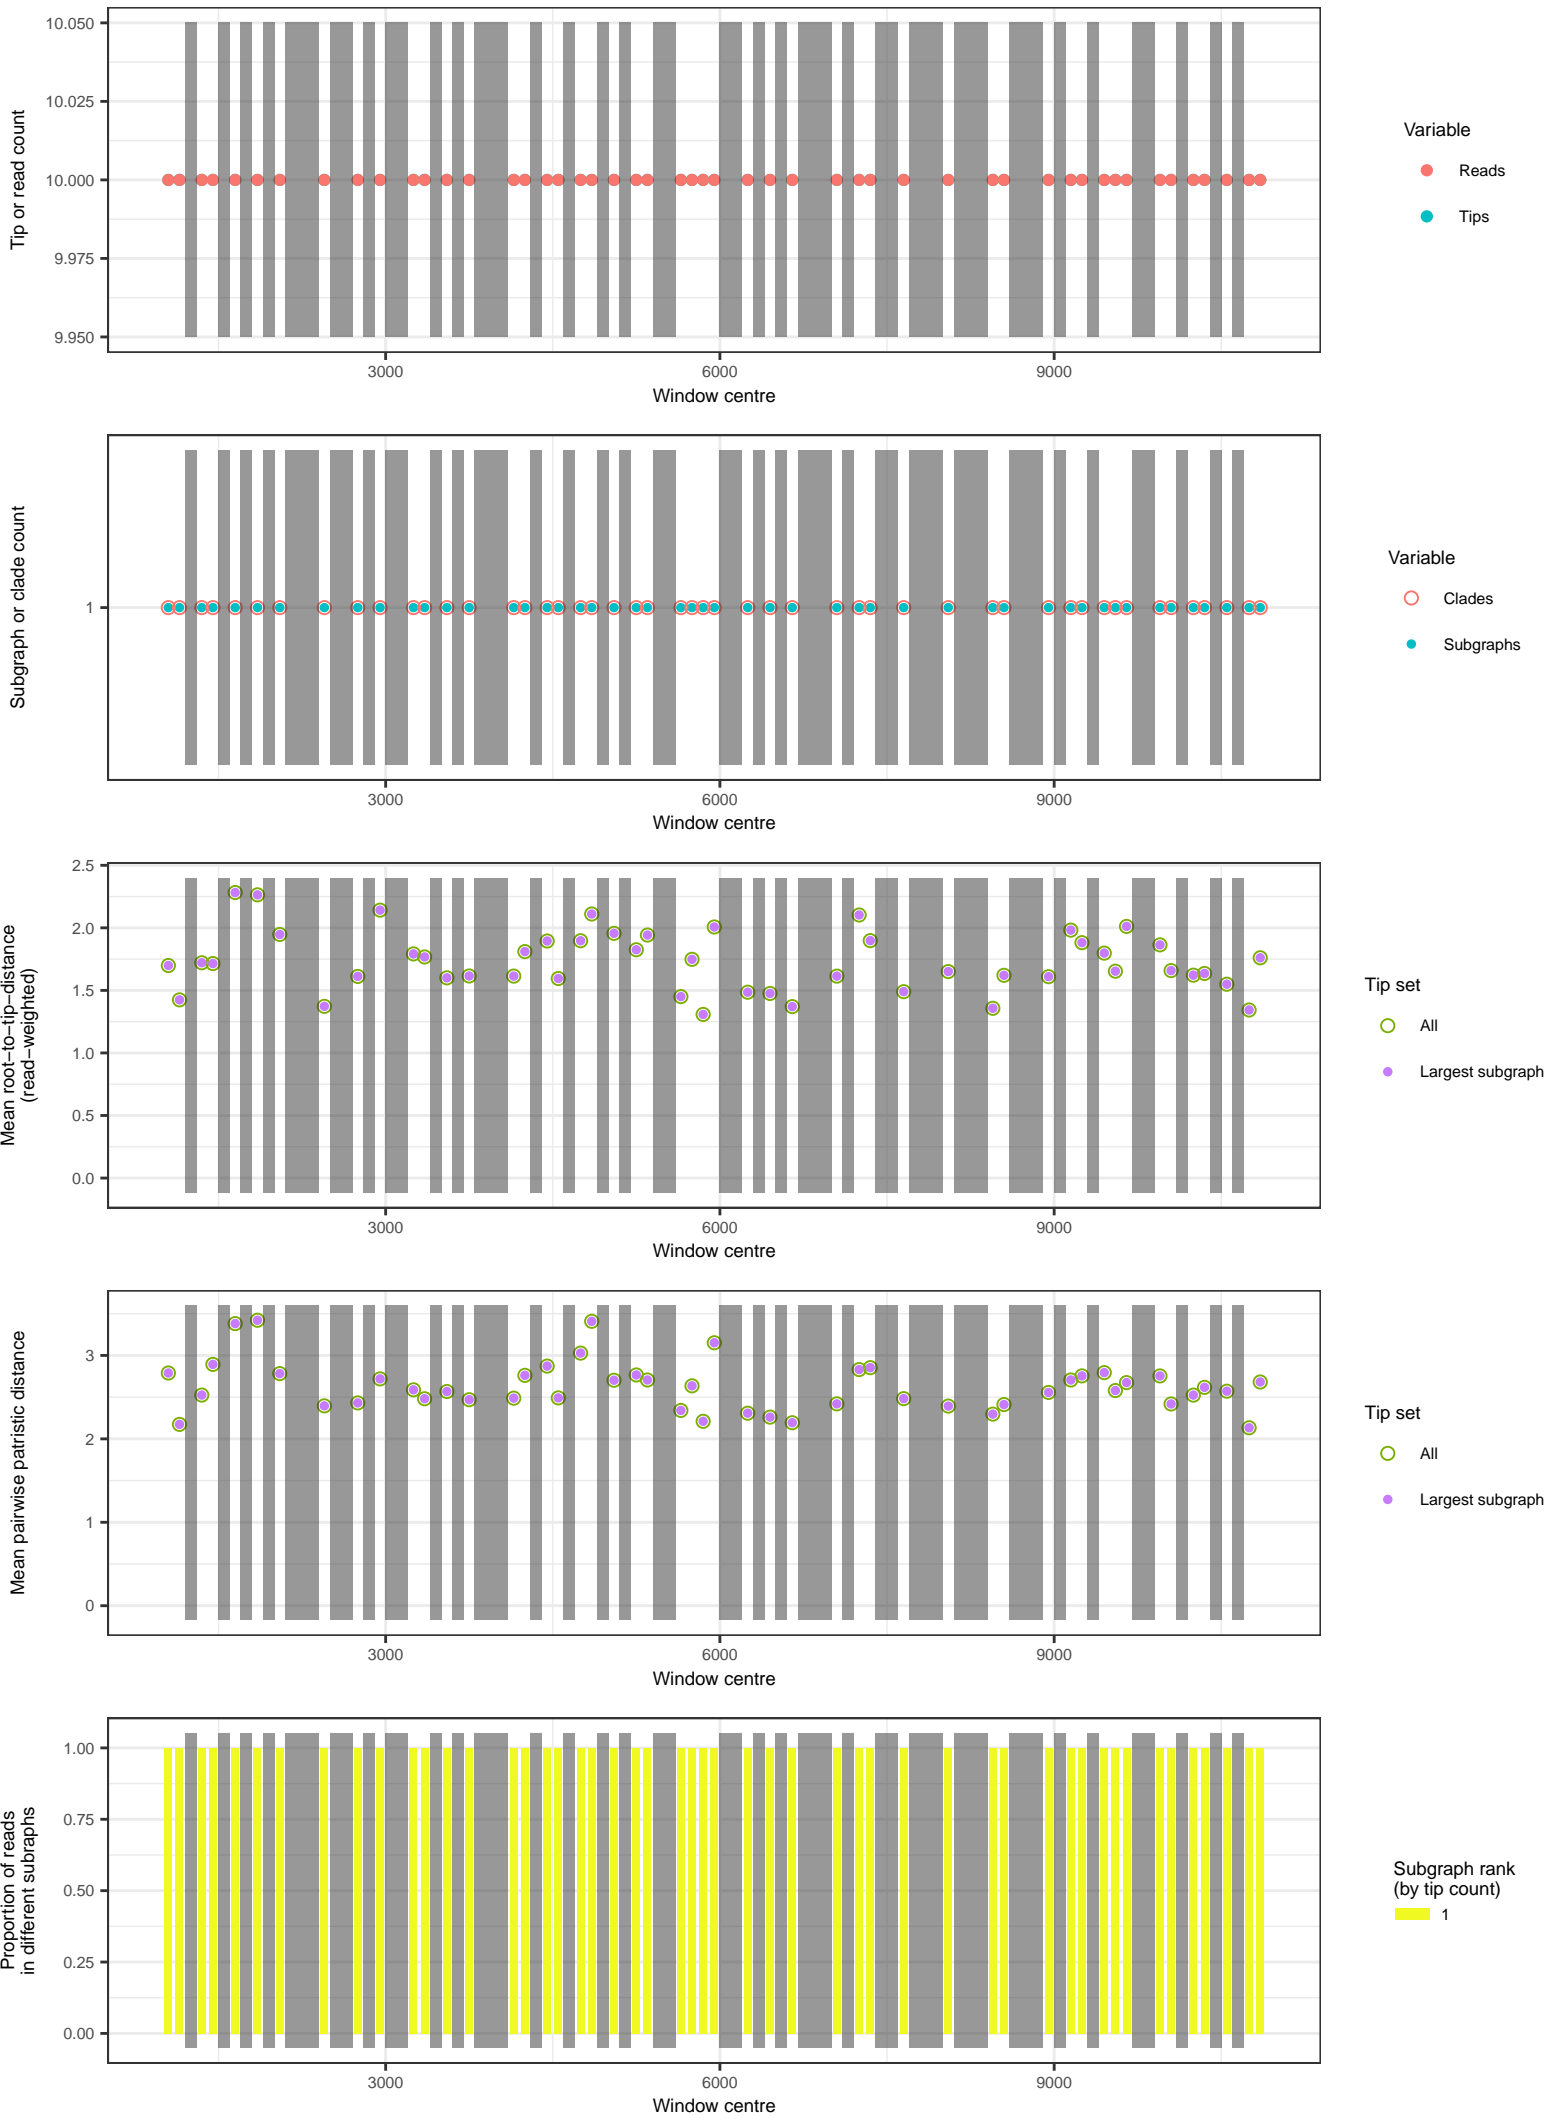 10.050
10.025
10.000
9.975
9.950
Tip or read count
3000 6000 9000
Window centre
Variable
Reads
Tips
1
Subgraph or clade count
3000 6000 9000
Window centre
Variable
Clades
Subgraphs
2.5
2.0
1.5
1.0
0.5
0.0
Mean root−to−tip−distance
(read−weighted)
3000 6000 9000
Window centre
Tip set
All
Largest subgraph
3
2
1
0
Mean pairwise patristic distance
3000 6000 9000
Window centre
Tip set
All
Largest subgraph
1.00
0.75
0.50
0.25
0.00
Proportion of reads
in different subraphs
3000 6000 9000
Window centre
Subgraph rank
(by tip count)
1